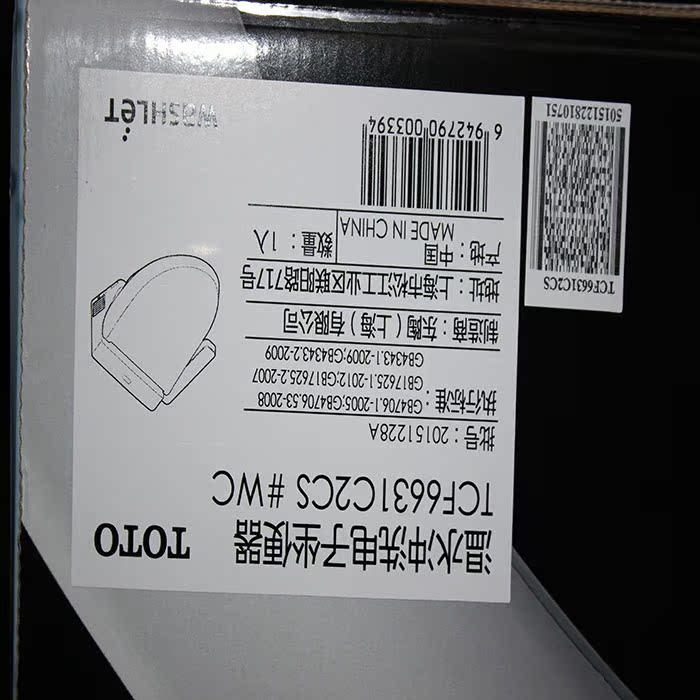 TOTO
温水冲洗电子坐便器
TCF6631C2CS #WC
批号：20151228A
执行标准：GB4706.1-2005;GB4706.53-2008
GB17625.1-2012;GB17625.2-2007
GB4343.1-2009;GB4343.2-2009
制造商：东陶（上海）有限公司
地址：上海市松江工业区联阳路717号
产地：中国
MADE IN CHINA
数量：1入
6 942790 003394
WASHLET
TCF6631C2CS
5015122810751